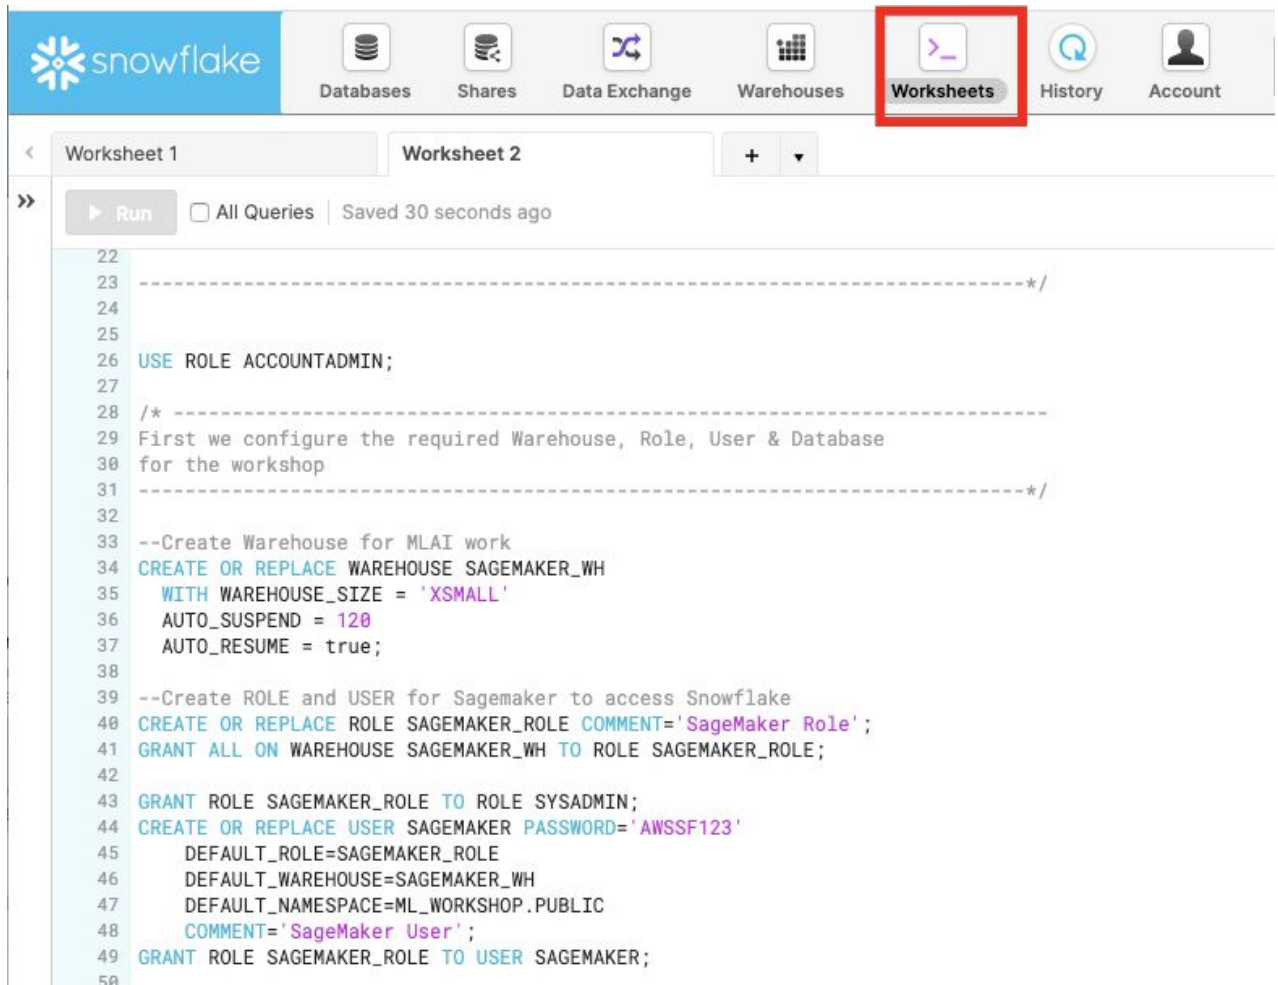 snowflake
Databases Shares Data Exchange Warehouses Worksheets History Account
Worksheet 1 Worksheet 2 + ▼
Run All Queries Saved 30 seconds ago
22
23 ----------------------------------------------------------------------------*/
24
25
26 USE ROLE ACCOUNTADMIN;
27
28 /* ---------------------------------------------------------------------------
29 First we configure the required Warehouse, Role, User & Database
30 for the workshop
31 ----------------------------------------------------------------------------*/
32
33 --Create Warehouse for MLAI work
34 CREATE OR REPLACE WAREHOUSE SAGEMAKER_WH
35   WITH WAREHOUSE_SIZE = 'XSMALL'
36   AUTO_SUSPEND = 120
37   AUTO_RESUME = true;
38
39 --Create ROLE and USER for Sagemaker to access Snowflake
40 CREATE OR REPLACE ROLE SAGEMAKER_ROLE COMMENT='SageMaker Role';
41 GRANT ALL ON WAREHOUSE SAGEMAKER_WH TO ROLE SAGEMAKER_ROLE;
42
43 GRANT ROLE SAGEMAKER_ROLE TO ROLE SYSADMIN;
44 CREATE OR REPLACE USER SAGEMAKER PASSWORD='AWSSF123'
45     DEFAULT_ROLE=SAGEMAKER_ROLE
46     DEFAULT_WAREHOUSE=SAGEMAKER_WH
47     DEFAULT_NAMESPACE=ML_WORKSHOP.PUBLIC
48     COMMENT='SageMaker User';
49 GRANT ROLE SAGEMAKER_ROLE TO USER SAGEMAKER;
50